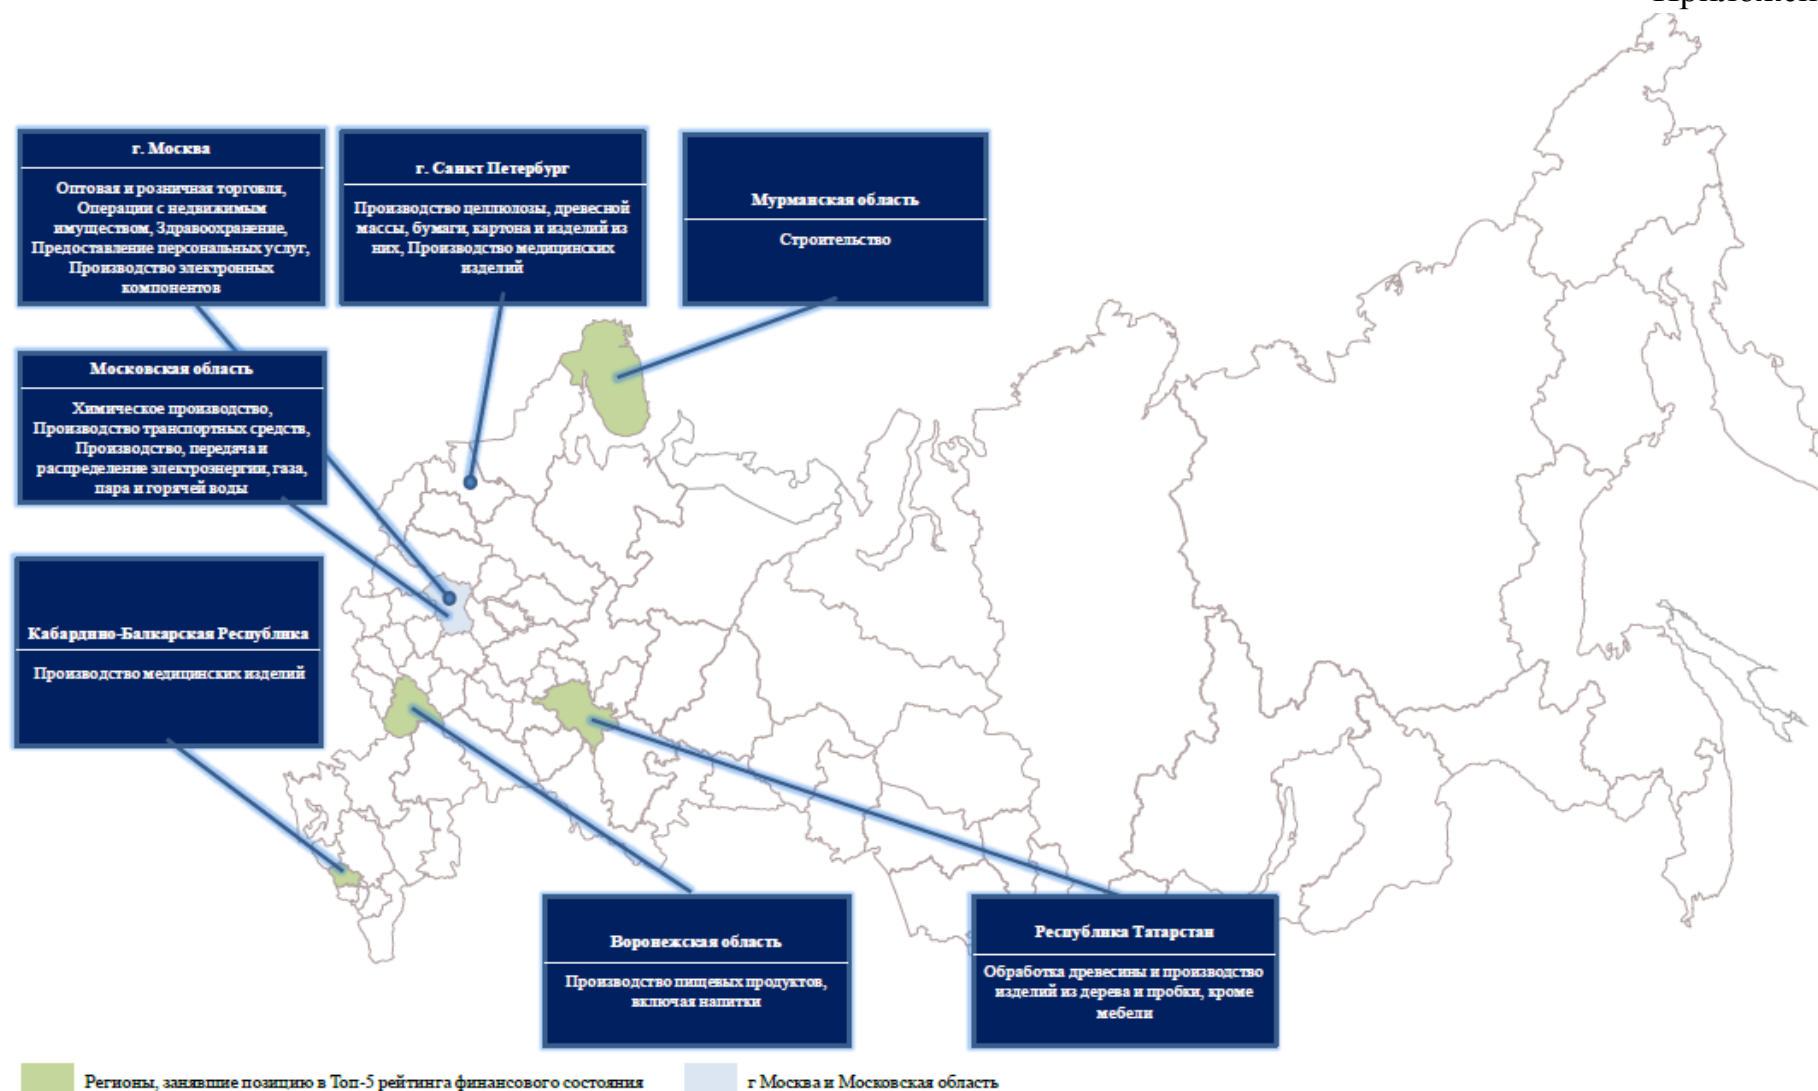 г. Москва
Оптовая и розничная торговля,
Операции с недвижимым
имуществом, Здравоохранение,
Предоставление персональных услуг,
Производство электронных
компонентов
г. Санкт Петербург
Производство целлюлозы, древесной
массы, бумаги, картона и изделий из
них, Производство медицинских
изделий
Мурманская область
Строительство
Московская область
Химическое производство,
Производство транспортных средств,
Производство, передача и
распределение электроэнергии, газа,
пара и горячей воды
Кабардино-Балкарская Республика
Производство медицинских изделий
Воронежская область
Производство пищевых продуктов,
включая напитки
Республика Татарстан
Обработка древесины и производство
изделий из дерева и пробки, кроме
мебели
Регионы, занявшие позицию в Топ-5 рейтинга финансового состояния
г Москва и Московская область